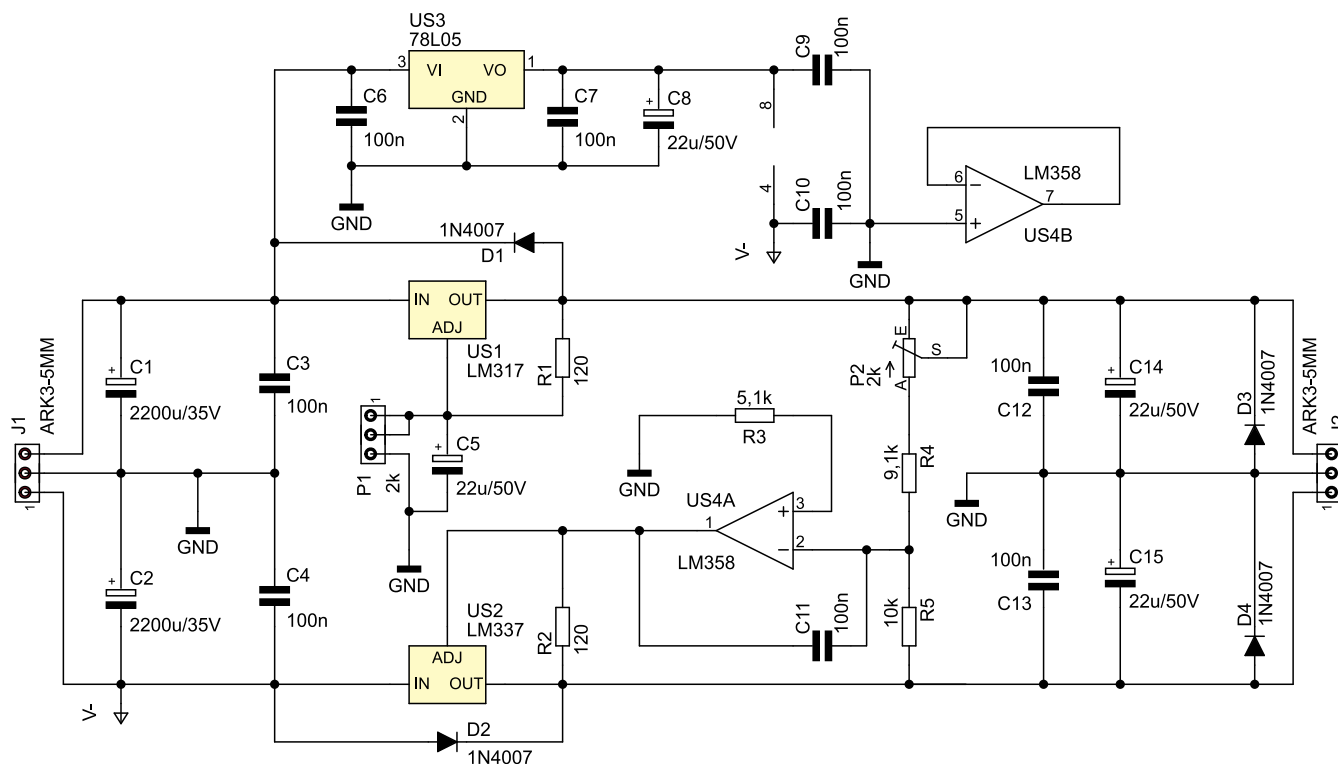 US3
78L05
3
VI
VO
1
GND
2
C6
100n
C7
100n
+
C8
22u/50V
C9
100n
8
4
C10
100n
V-
GND
GND
6
5
7
LM358
US4B
1N4007
D1
IN
OUT
ADJ
US1
LM317
R1
120
J1
ARK3-5MM
1
+
C1
2200u/35V
C3
100n
GND
+
C2
2200u/35V
C4
100n
V-
P1
2k
1
+
C5
22u/50V
GND
5,1k
R3
GND
US4A
LM358
1
3
2
US2
LM337
ADJ
IN
OUT
R2
120
D2
1N4007
C11
100n
P2
2k
E
S
A
9,1k
R4
10k
R5
GND
100n
C12
100n
C13
+
C14
22u/50V
+
C15
22u/50V
D3
1N4007
D4
1N4007
ARK3-5MM
J2
1